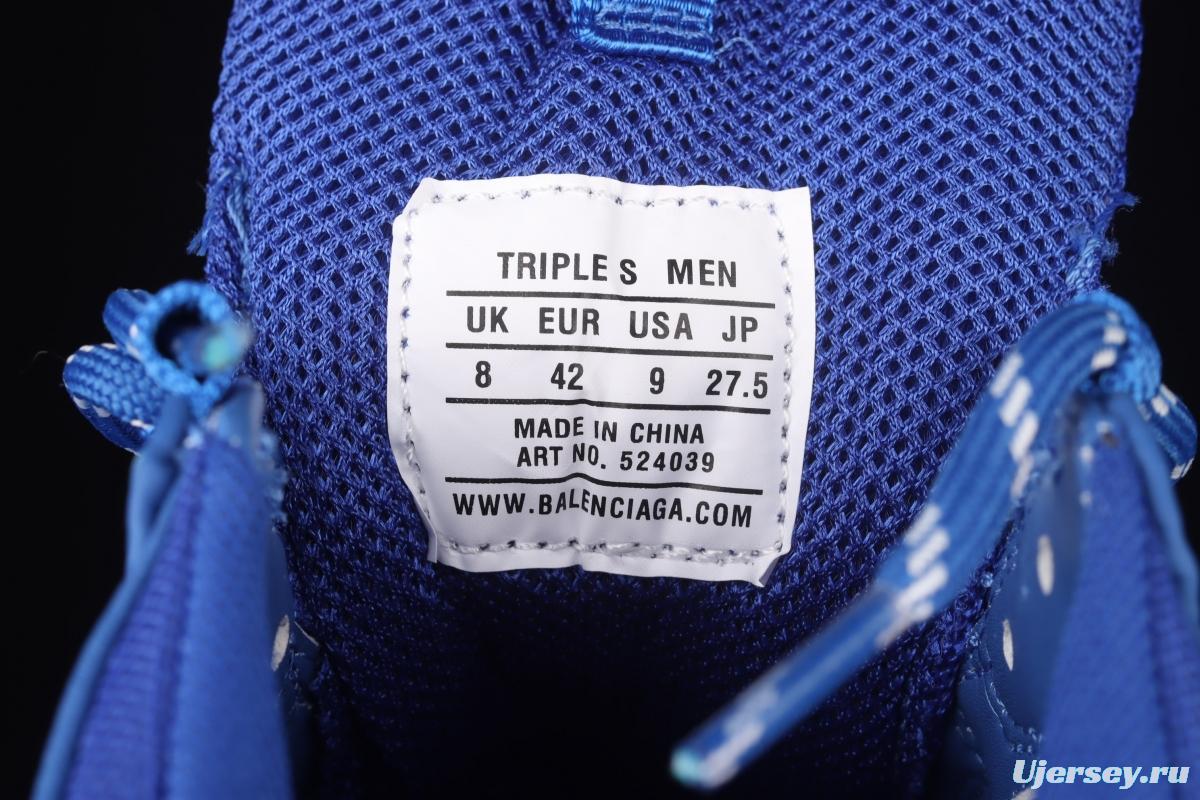 TRIPLE S MEN
UK EUR USA JP
8 42 9 27.5
MADE IN CHINA
ART NO. 524039
WWW.BALENCIAGA.COM
Ujersey.ru